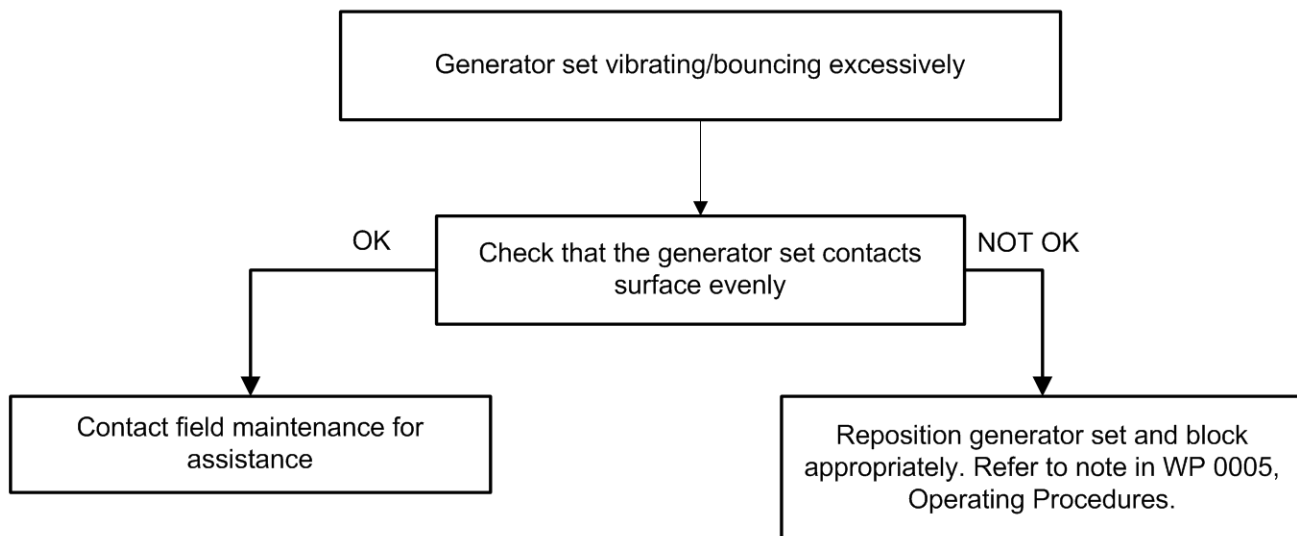 Generator set vibrating/bouncing excessively
OK
Check that the generator set contacts
surface evenly
NOT OK
Contact field maintenance for
assistance
Reposition generator set and block
appropriately. Refer to note in WP 0005,
Operating Procedures.